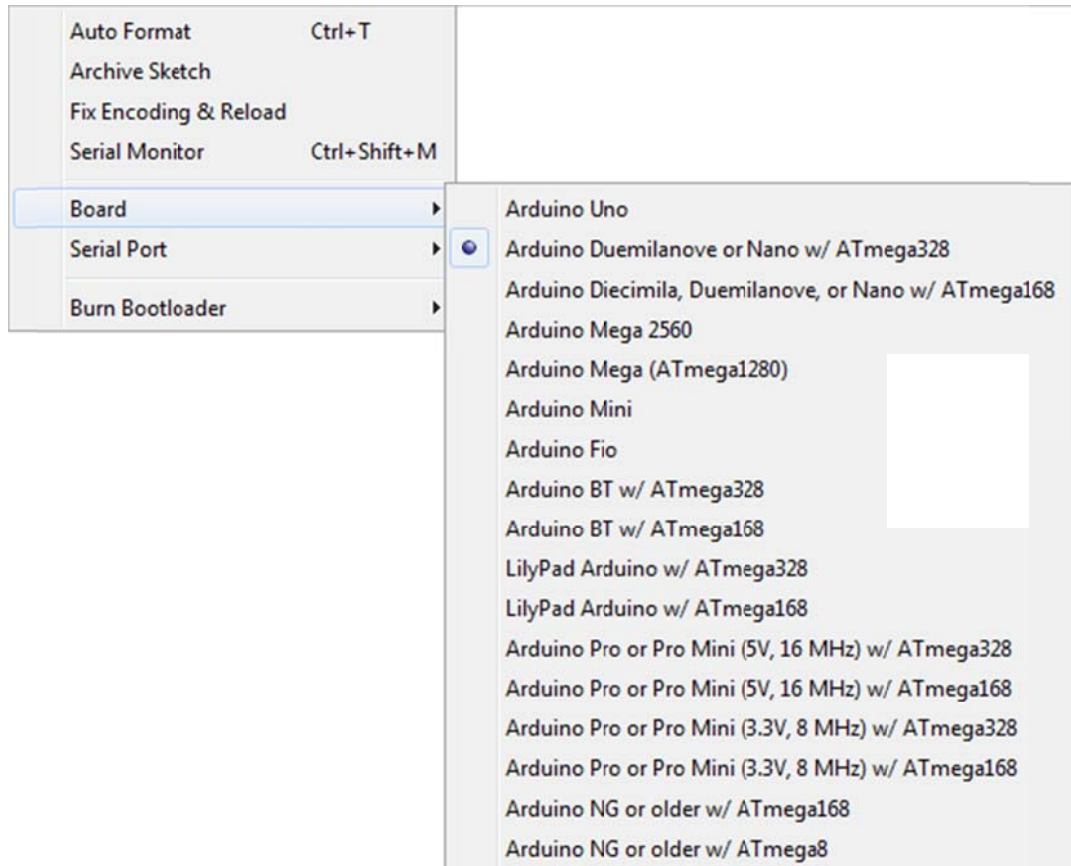 Auto Format Ctrl+T
Archive Sketch
Fix Encoding & Reload
Serial Monitor Ctrl+Shift+M
Board
Serial Port
Burn Bootloader
Arduino Uno
Arduino Duemilanove or Nano w/ ATmega328
Arduino Diecimila, Duemilanove, or Nano w/ ATmega168
Arduino Mega 2560
Arduino Mega (ATmega1280)
Arduino Mini
Arduino Fio
Arduino BT w/ ATmega328
Arduino BT w/ ATmega168
LilyPad Arduino w/ ATmega328
LilyPad Arduino w/ ATmega168
Arduino Pro or Pro Mini (5V, 16 MHz) w/ ATmega328
Arduino Pro or Pro Mini (5V, 16 MHz) w/ ATmega168
Arduino Pro or Pro Mini (3.3V, 8 MHz) w/ ATmega328
Arduino Pro or Pro Mini (3.3V, 8 MHz) w/ ATmega168
Arduino NG or older w/ ATmega168
Arduino NG or older w/ ATmega8